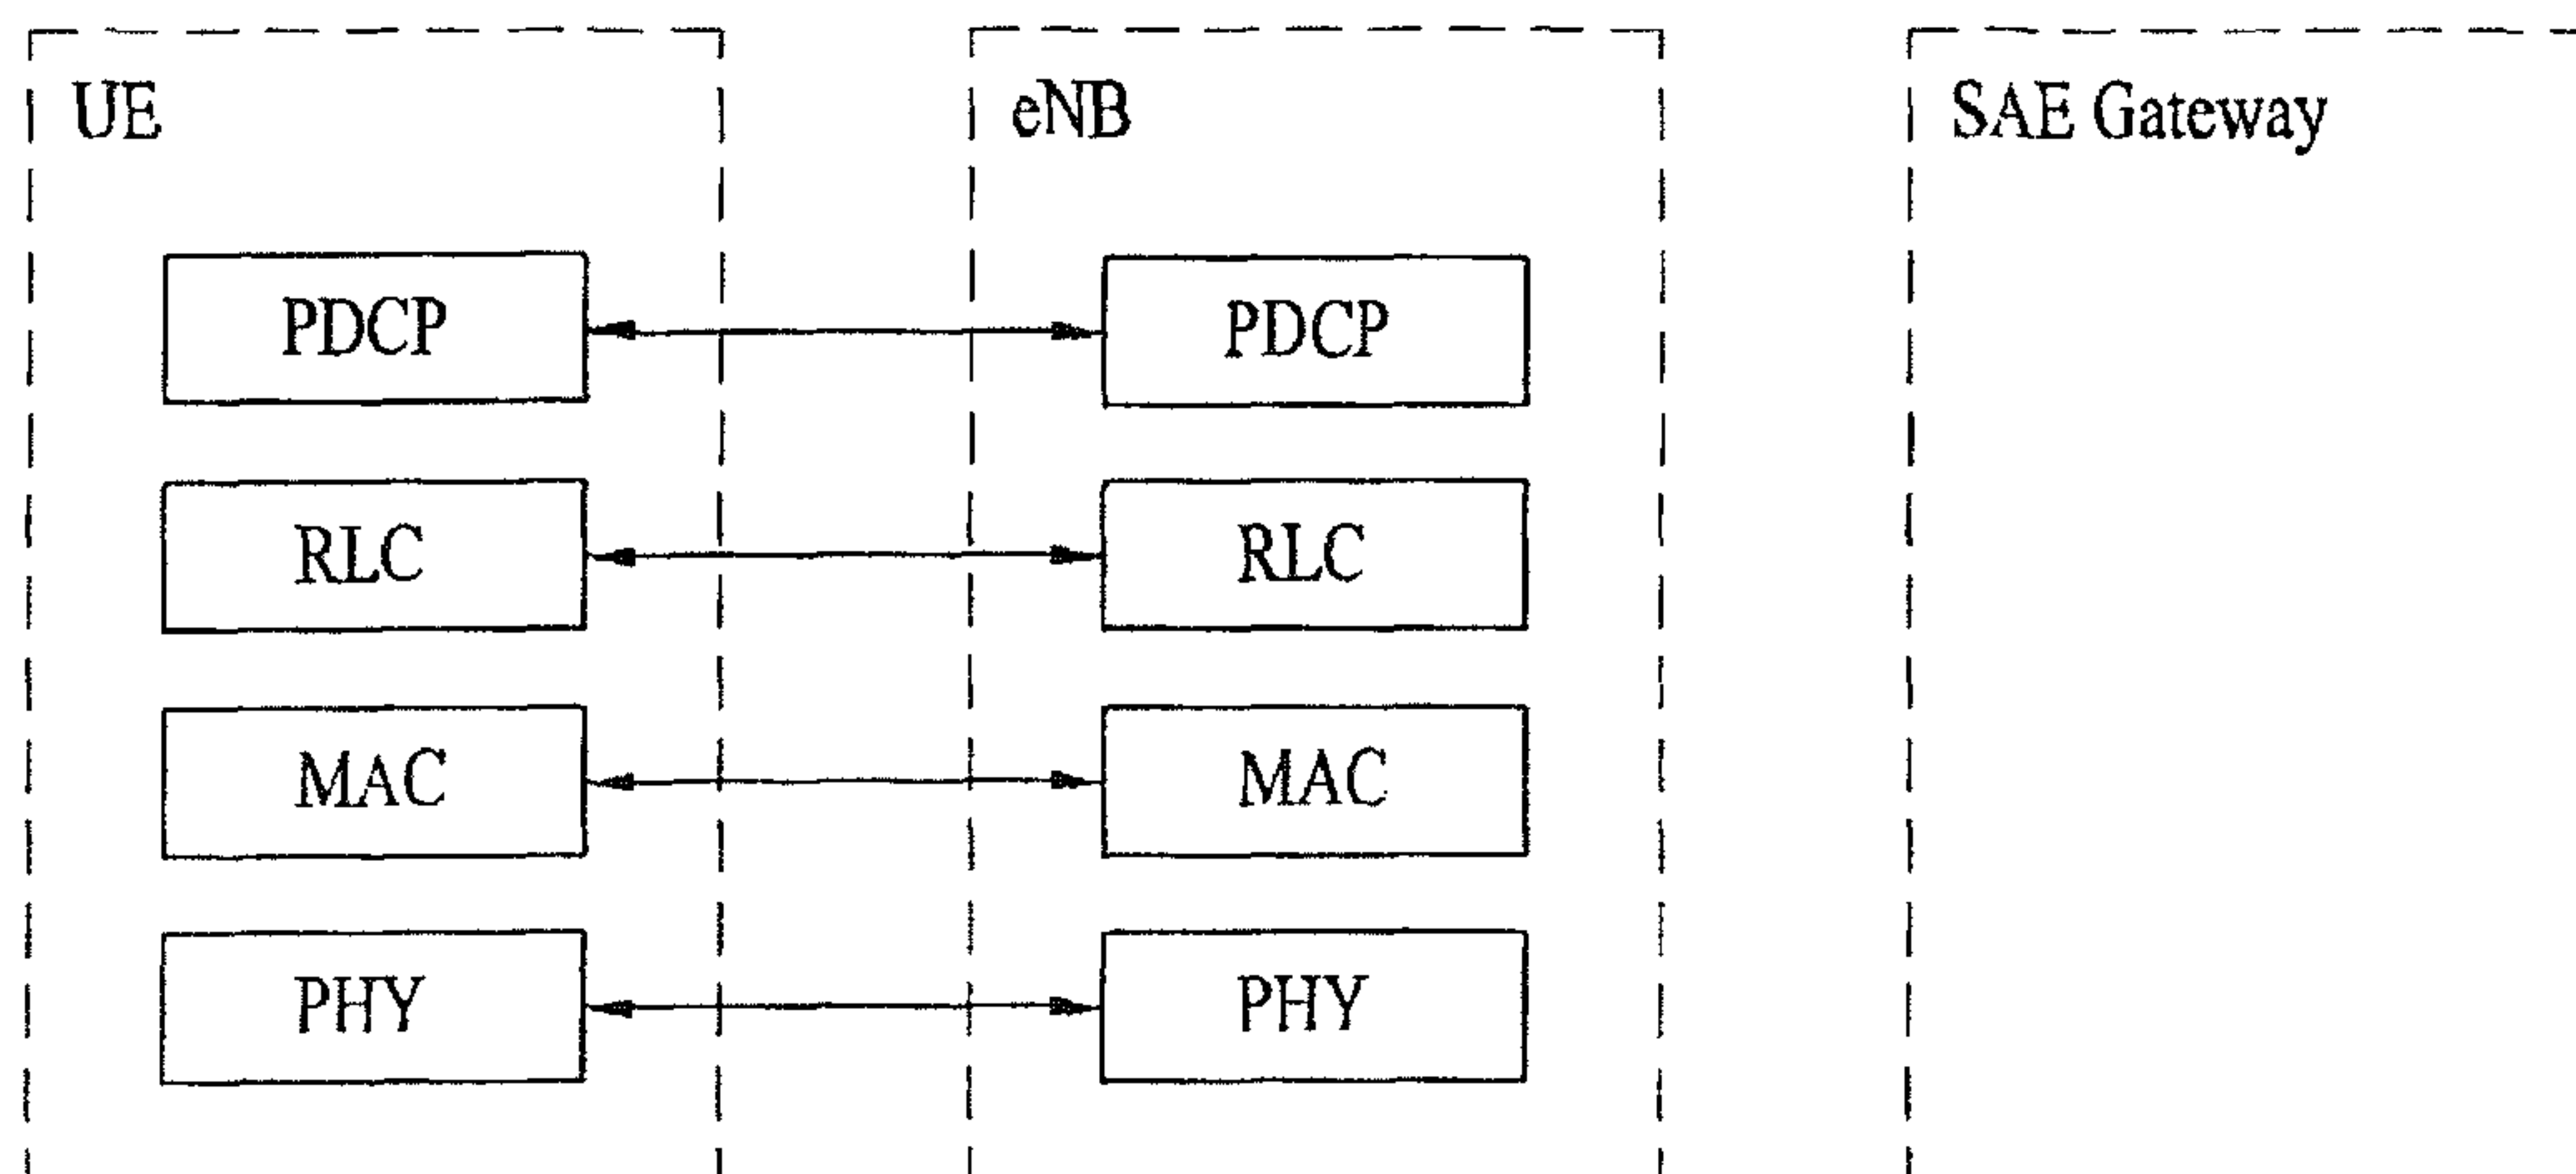 UE eNB SAE Gateway
PDCP PDCP
RLC RLC
MAC MAC
PHY PHY